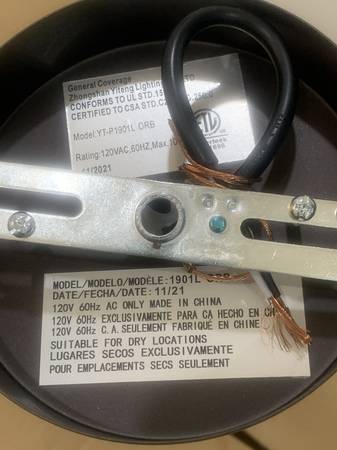 General Coverage
Zhongshan Yiteng Lighting
CONFORMS TO UL STD.
CERTIFIED TO CSA STD.
Model:YT-P1901L ORB
Rating:120VAC,60HZ,Max.
11/2021
MODEL/MODELO/MODÈLE:1901L
DATE/FECHA/DATE: 11/21
120V 60Hz AC ONLY MADE IN CHINA
120V 60Hz EXCLUSIVAMENTE PARA CA HECHO EN
120V 60Hz C.A. SEULEMENT FABRIQUÉ EN CHINE
SUITABLE FOR DRY LOCATIONS
LUGARES SECOS EXCLUSIVAMENTE
POUR EMPLACEMENTS SECS SEULEMENT